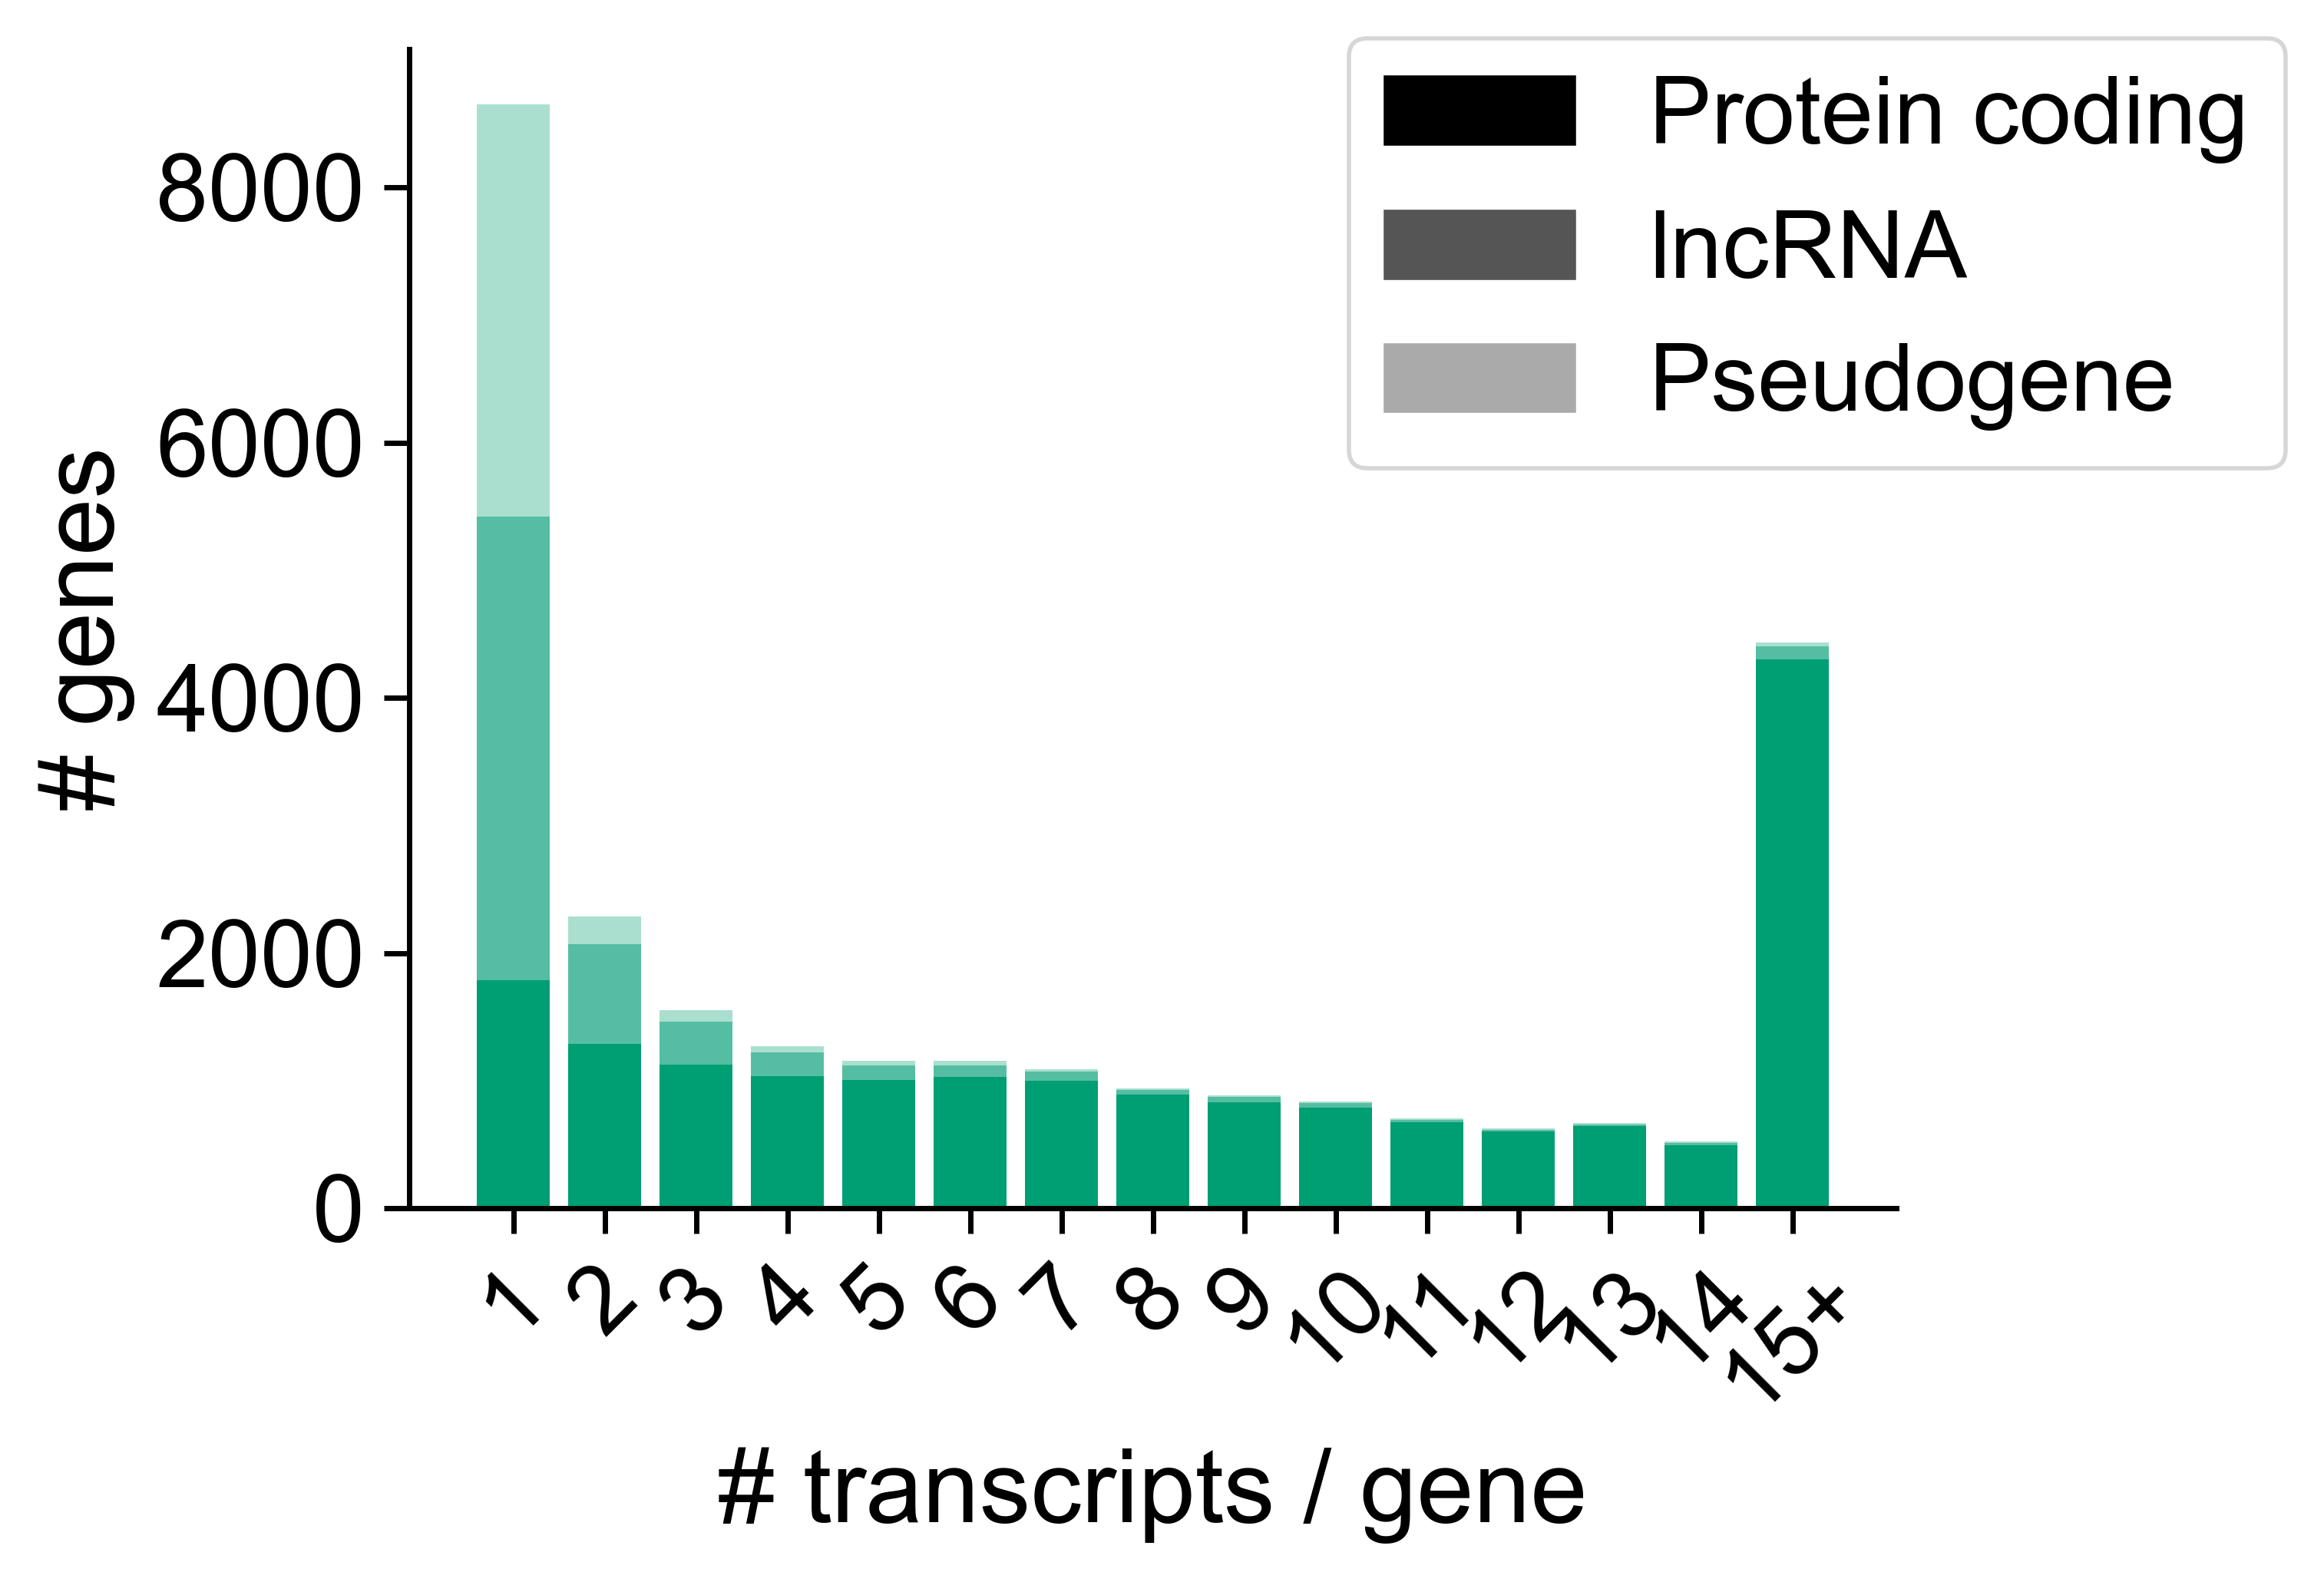 Protein coding
lncRNA
Pseudogene
# genes
8000
6000
4000
2000
0
1 2 3 4 5 6 7 8 9 10 11 12 13 14 15+
# transcripts / gene